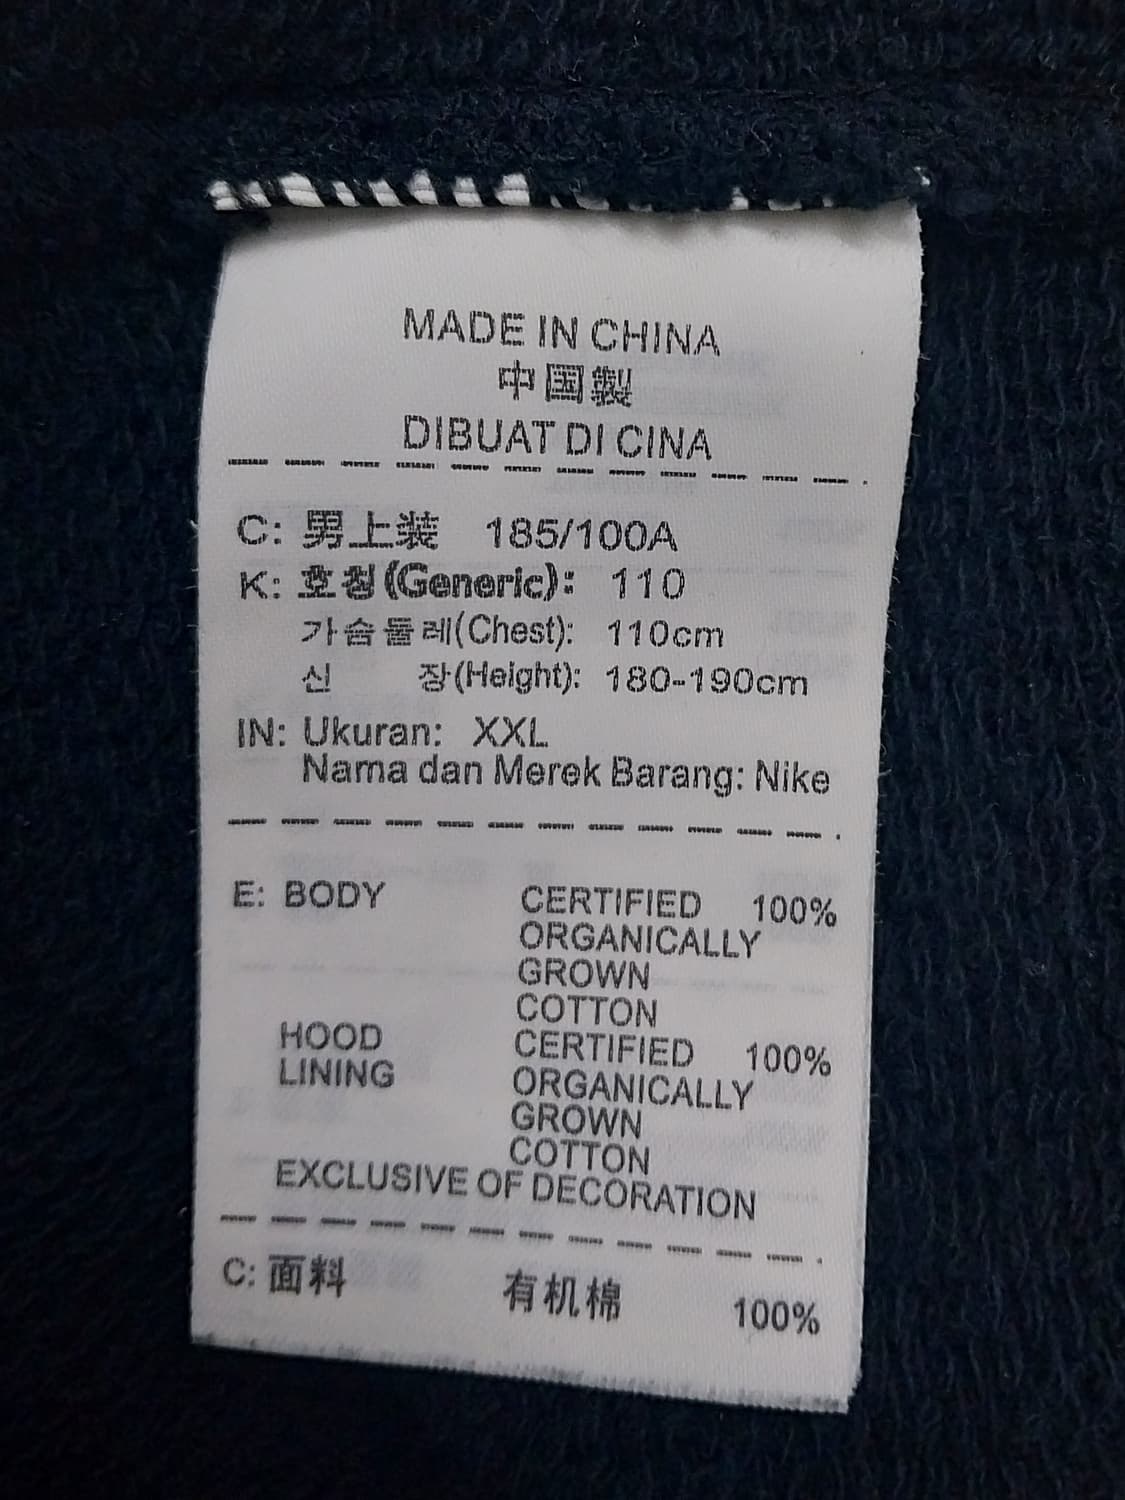 MADE IN CHINA
中国製
DIBUAT DI CINA
C: 男上装 185/100A
K: 호칭(Generic): 110
가슴둘레(Chest): 110cm
신 장(Height): 180-190cm
IN: Ukuran: XXL
Nama dan Merek Barang: Nike
E: BODY CERTIFIED 100%
ORGANICALLY
GROWN
COTTON
HOOD CERTIFIED 100%
LINING ORGANICALLY
GROWN
COTTON
EXCLUSIVE OF DECORATION
C: 面料 有机棉 100%